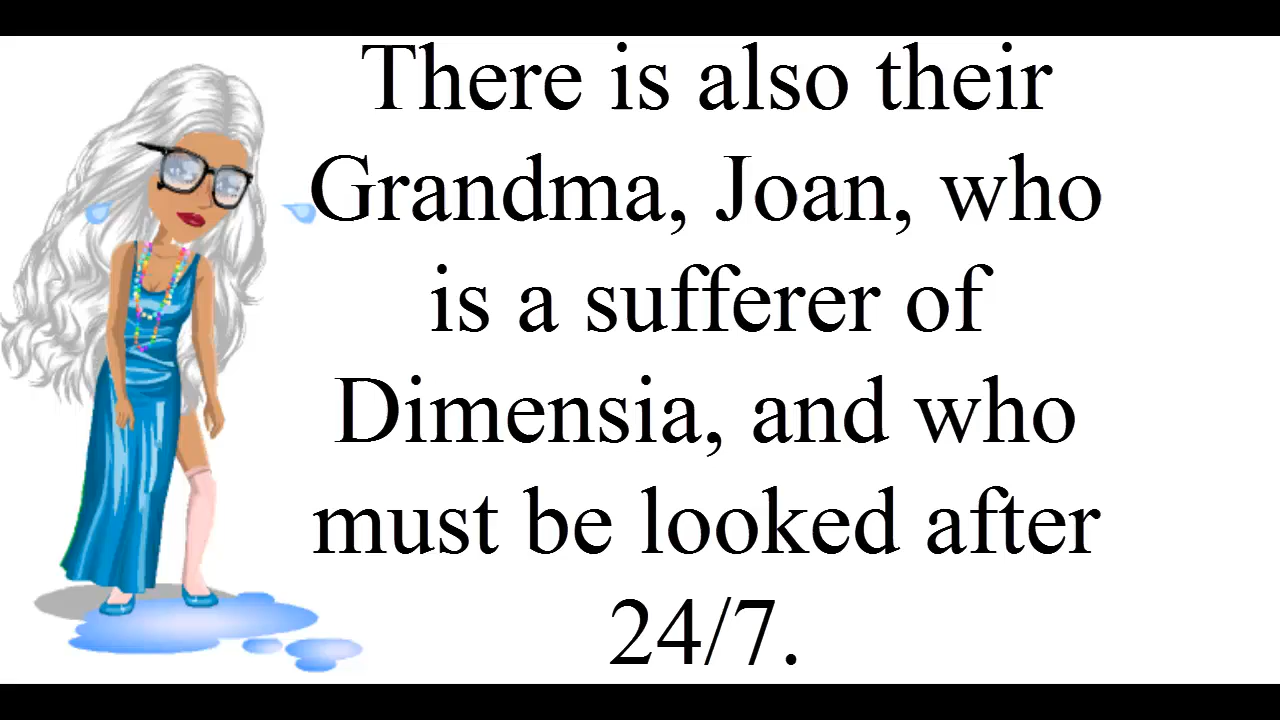 There is also their
Grandma, Joan, who
is a sufferer of
Dimensia, and who
must be looked after
24/7.